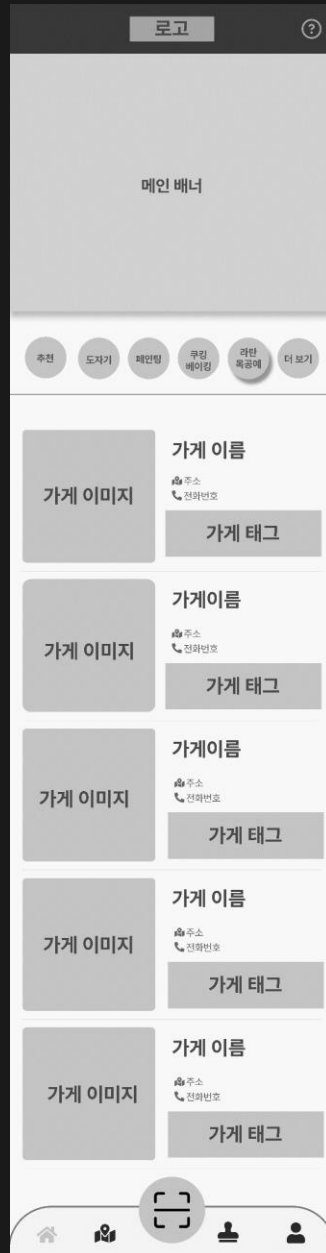 로고
?
메인 배너
추천
도자기
페인팅
쿠킹
베이킹
라탄
목공예
더 보기
가게 이미지
가게 이름
주소
전화번호
가게 태그
가게 이미지
가게이름
주소
전화번호
가게 태그
가게 이미지
가게이름
주소
전화번호
가게 태그
가게 이미지
가게 이름
주소
전화번호
가게 태그
가게 이미지
가게 이름
주소
전화번호
가게 태그